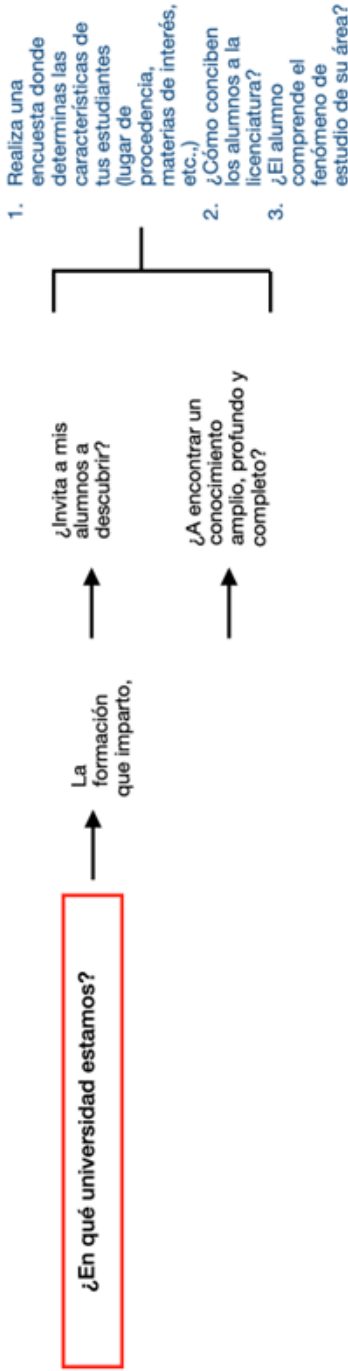 ¿En qué universidad estamos?
La
formación
que imparto,
¿Invita a mis
alumnos a
descubrir?
¿A encontrar un
conocimiento
amplio, profundo y
completo?
1. Realiza una
encuesta donde
determinas las
características de
tus estudiantes
(lugar de
procedencia,
materias de interés,
etc.,)
2. ¿Cómo conciben
los alumnos a la
licenciatura?
3. ¿El alumno
comprende el
fenómeno de
estudio de su área?